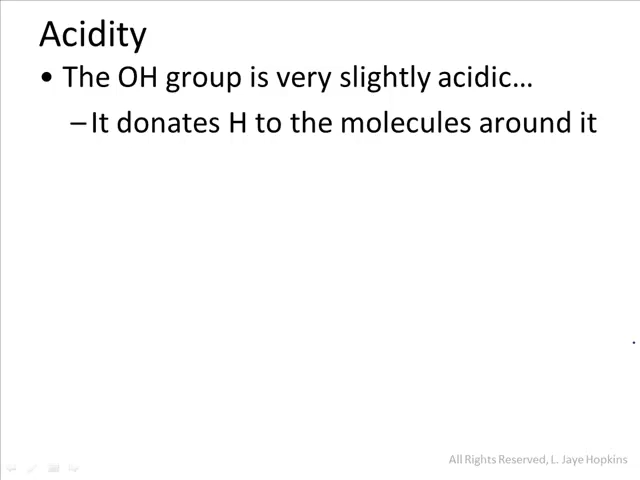 Acidity
• The OH group is very slightly acidic…
–It donates H to the molecules around it
All Rights Reserved, L. Jaye Hopkins